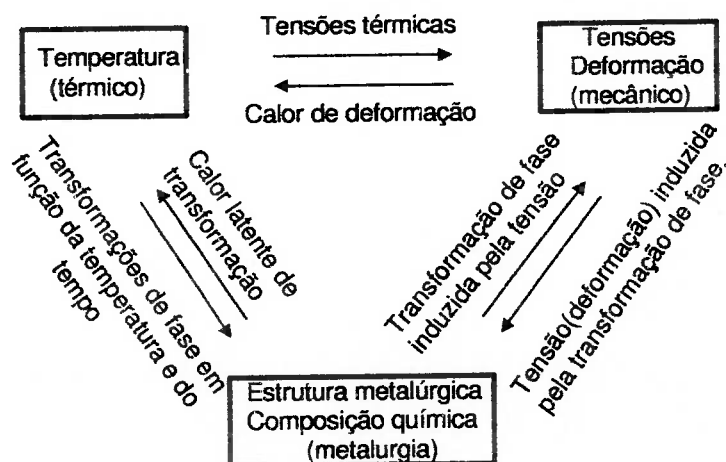 Temperatura
(térmico)
Tensões térmicas
Calor de deformação
Tensões
Deformação
(mecânico)
Transformações de fase em
função da temperatura e do
tempo
Calor latente de
transformação
Transformação de fase
induzida pela tensão
Tensão(deformação) induzida
pela transformação de fase.
Estrutura metalúrgica
Composição química
(metalurgia)